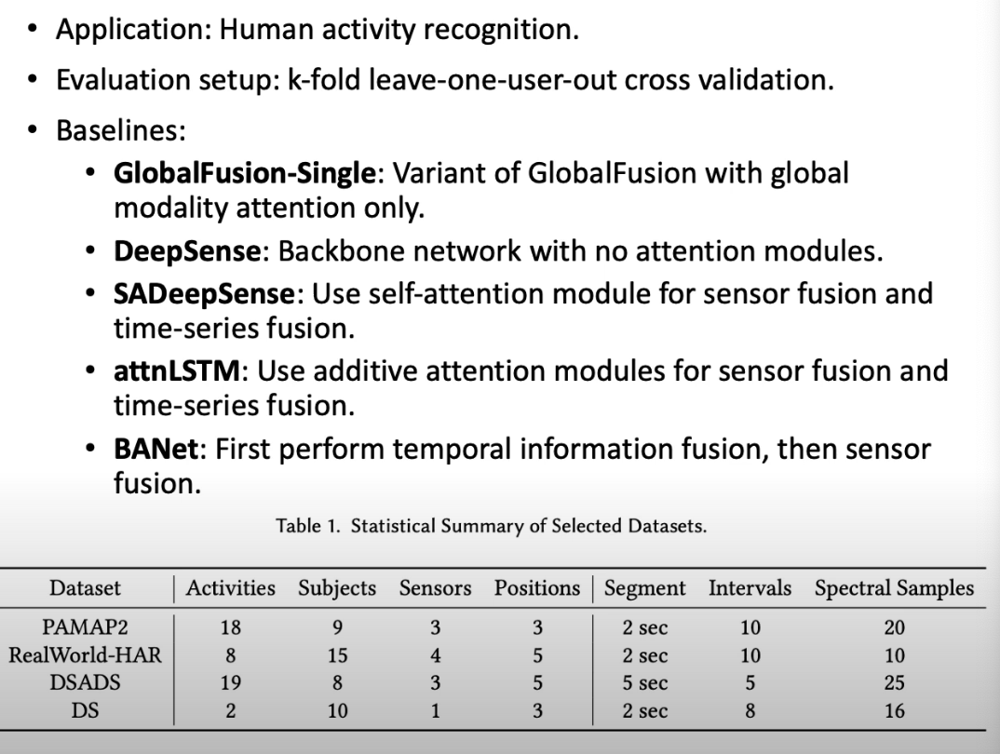 • Application: Human activity recognition.
• Evaluation setup: k-fold leave-one-user-out cross validation.
• Baselines:
• GlobalFusion-Single: Variant of GlobalFusion with global
modality attention only.
• DeepSense: Backbone network with no attention modules.
• SADeepSense: Use self-attention module for sensor fusion and
time-series fusion.
• attnLSTM: Use additive attention modules for sensor fusion and
time-series fusion.
• BANet: First perform temporal information fusion, then sensor
fusion.
Table 1. Statistical Summary of Selected Datasets.
Dataset Activities Subjects Sensors Positions Segment Intervals Spectral Samples
PAMAP2 18 9 3 3 2 sec 10 20
RealWorld-HAR 8 15 4 5 2 sec 10 10
DSADS 19 8 3 5 5 sec 5 25
DS 2 10 1 3 2 sec 8 16